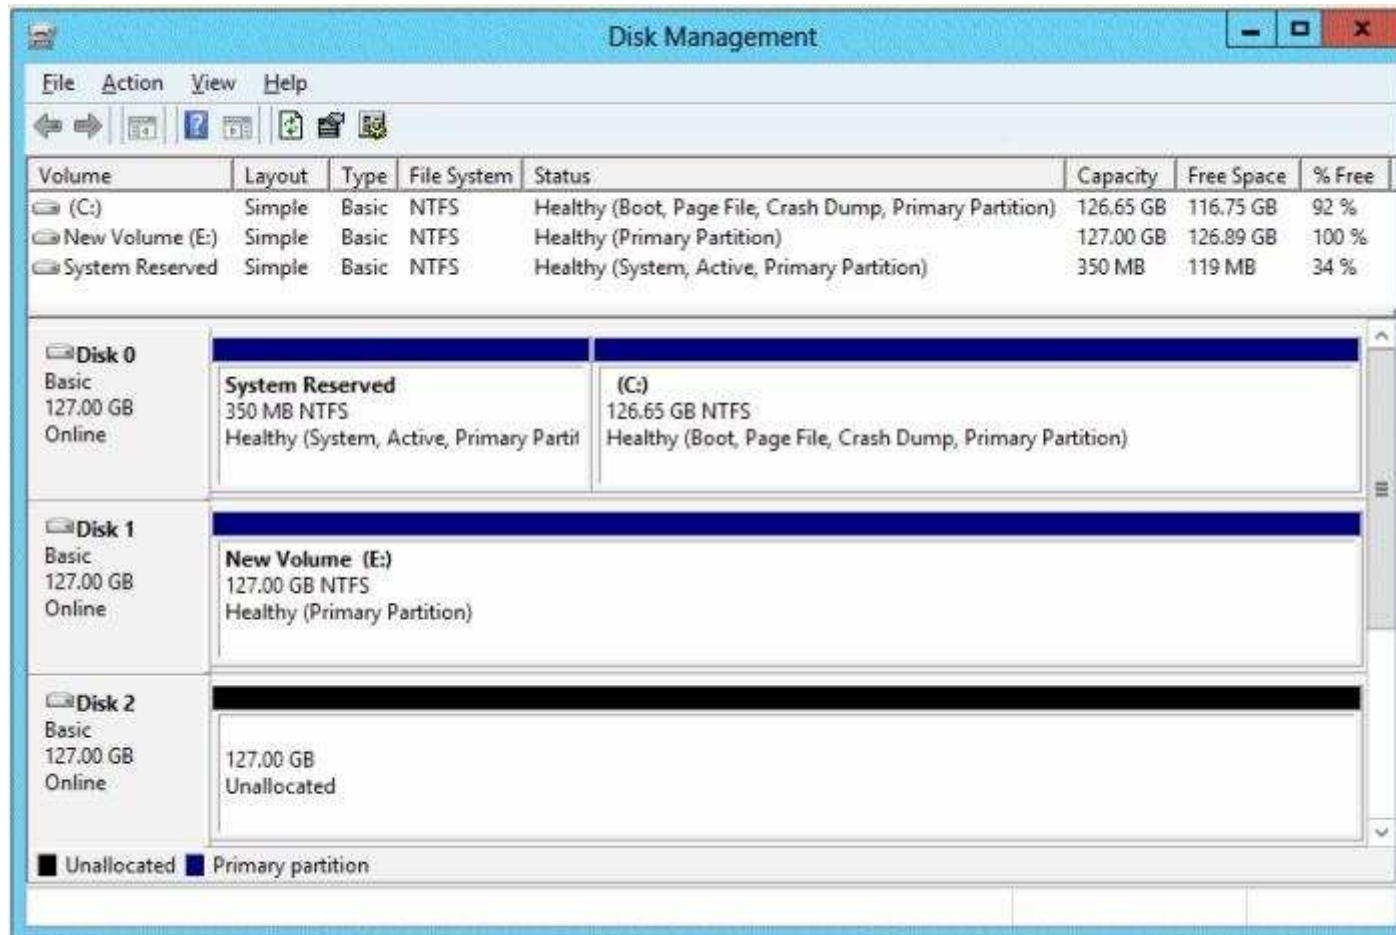 Disk Management
File Action View Help
Volume Layout Type File System Status Capacity Free Space % Free
(C:) Simple Basic NTFS Healthy (Boot, Page File, Crash Dump, Primary Partition) 126.65 GB 116.75 GB 92 %
New Volume (E:) Simple Basic NTFS Healthy (Primary Partition) 127.00 GB 126.89 GB 100 %
System Reserved Simple Basic NTFS Healthy (System, Active, Primary Partition) 350 MB 119 MB 34 %
Disk 0
Basic
127.00 GB
Online
System Reserved
350 MB NTFS
Healthy (System, Active, Primary Partit
(C:)
126.65 GB NTFS
Healthy (Boot, Page File, Crash Dump, Primary Partition)
Disk 1
Basic
127.00 GB
Online
New Volume (E:)
127.00 GB NTFS
Healthy (Primary Partition)
Disk 2
Basic
127.00 GB
Online
127.00 GB
Unallocated
Unallocated Primary partition